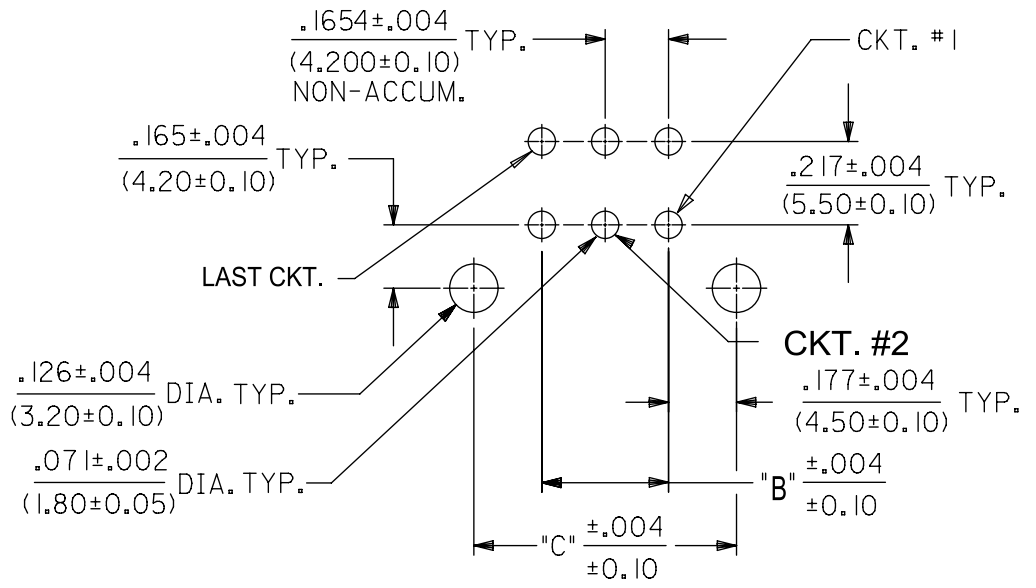 .1654±.004 TYP.
(4.200±0.10)
NON-ACCUM.
CKT. #1
.165±.004 TYP.
(4.20±0.10)
.217±.004 TYP.
(5.50±0.10)
LAST CKT.
CKT. #2
.126±.004 DIA. TYP.
(3.20±0.10)
.177±.004 TYP.
(4.50±0.10)
.071±.002 DIA. TYP.
(1.80±0.05)
"B" ±.004
±0.10
"C" ±.004
±0.10